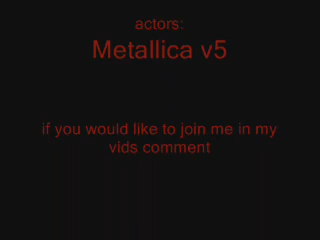 actors:
Metallica v5
if you would like to join me in my
vids comment